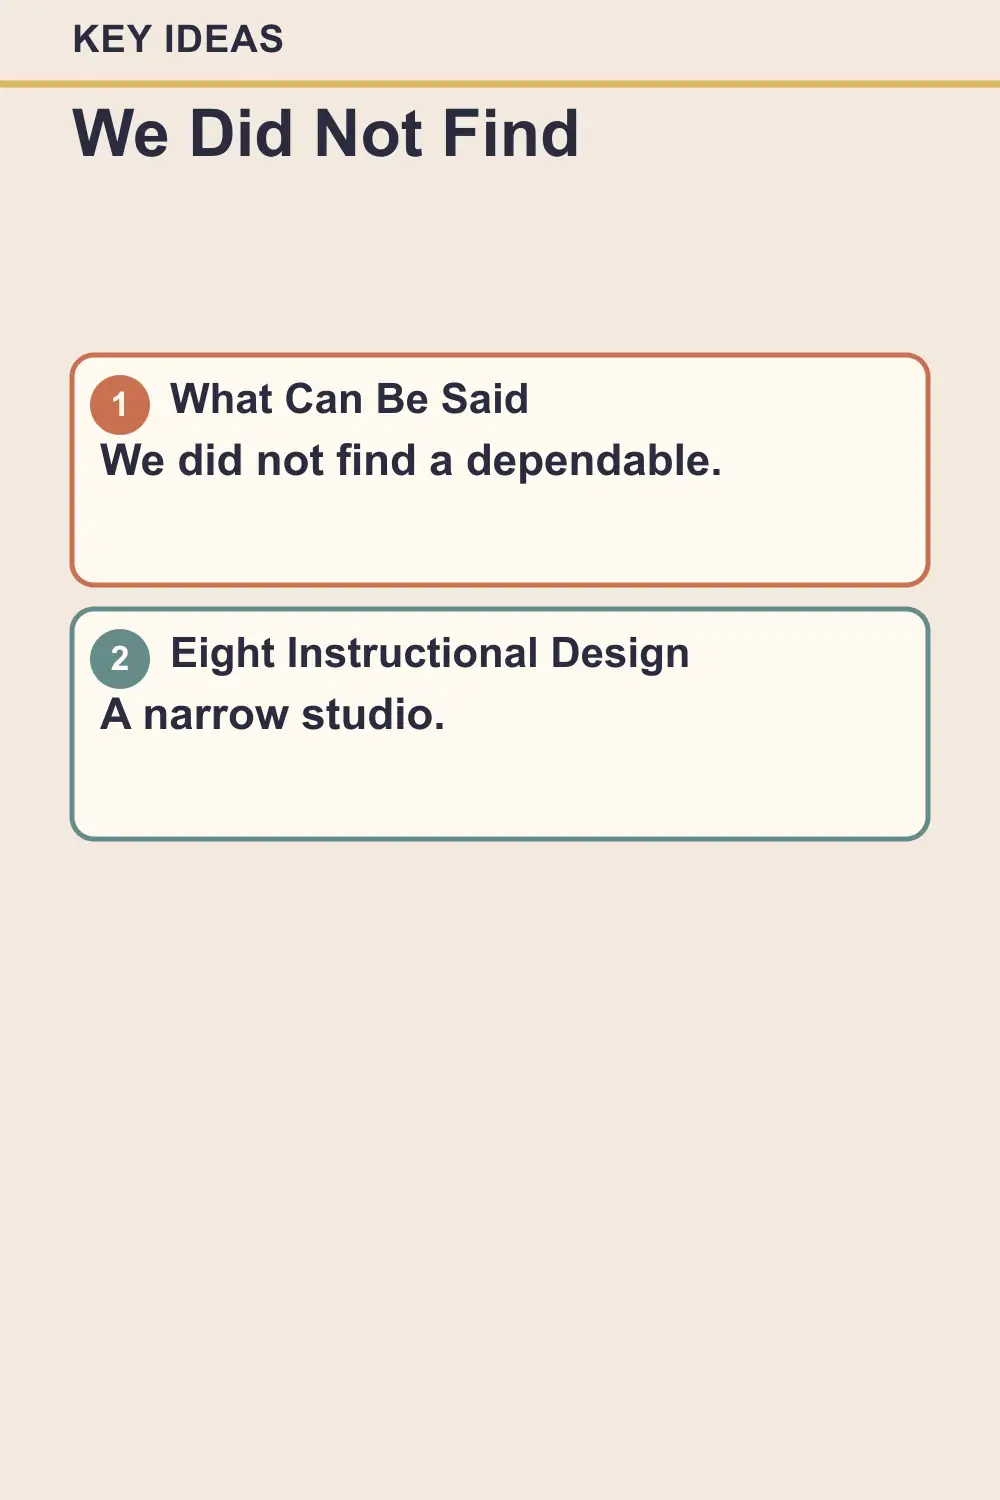 KEY IDEAS
We Did Not Find
1 What Can Be Said
We did not find a dependable.
2 Eight Instructional Design
A narrow studio.